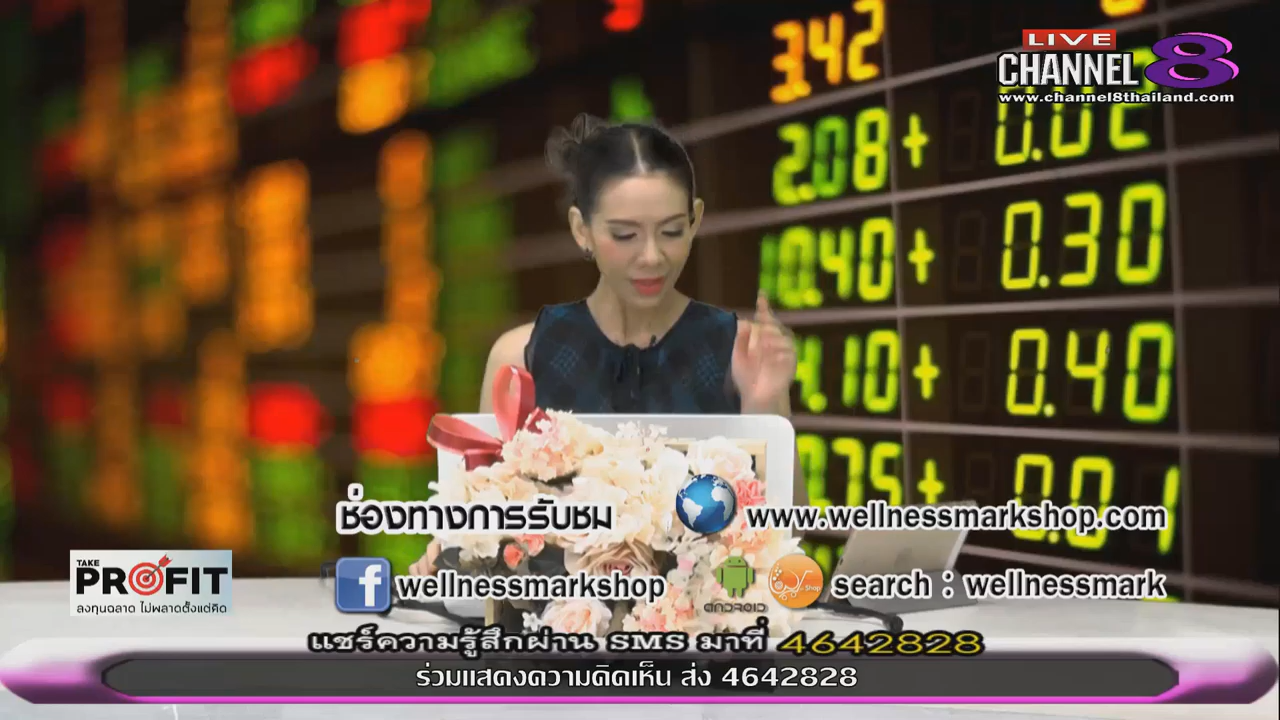 LIVE
CHANNEL 8
www.channel8thailand.com
3.42
2.08 + 0.02
10.40 + 0.30
4.10 + 0.40
0.75 + 0.01
ช่องทางการรับชม
www.wellnessmarkshop.com
TAKE
PROFIT
ลงทุนฉลาด ไม่พลาดตั้งแต่คิด
wellnessmarkshop
ANDROID
Shop
search : wellnessmark
แชร์ความรู้สึกผ่าน SMS มาที่ 4642828
ร่วมแสดงความคิดเห็น ส่ง 4642828